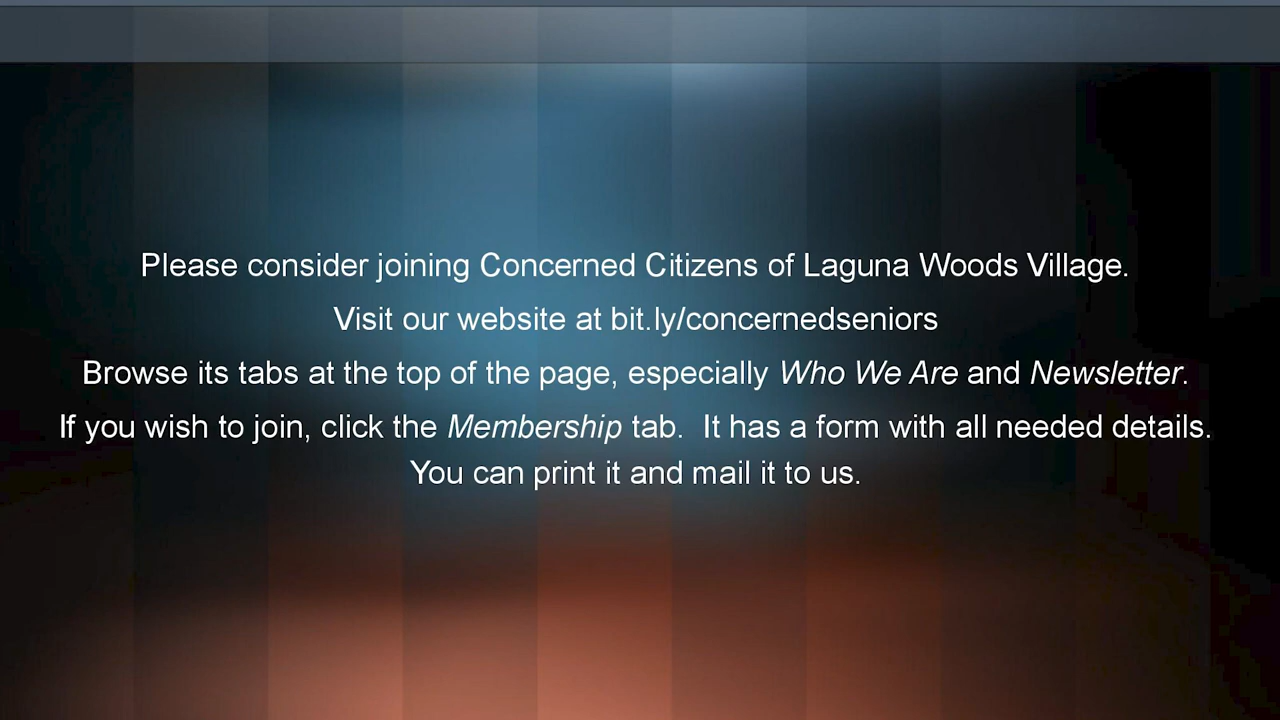 Please consider joining Concerned Citizens of Laguna Woods Village.
Visit our website at bit.ly/concernedseniors
Browse its tabs at the top of the page, especially Who We Are and Newsletter.
If you wish to join, click the Membership tab.  It has a form with all needed details.
You can print it and mail it to us.